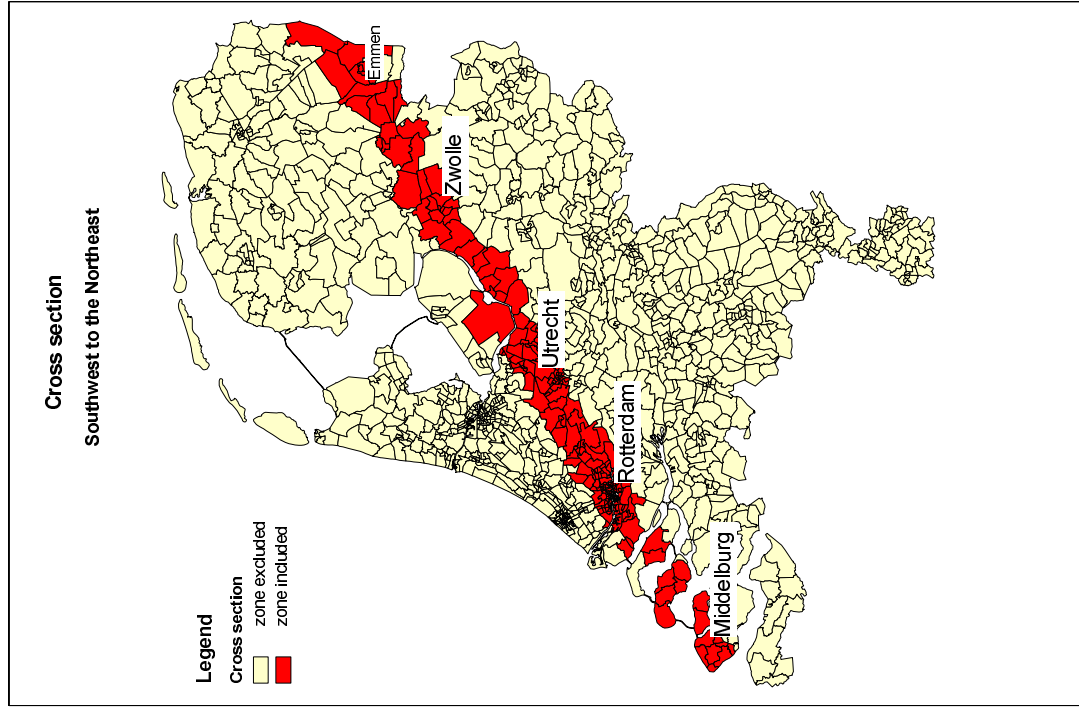 Cross section
Southwest to the Northeast
Emmen
Zwolle
Utrecht
Rotterdam
Middelburg
Legend
Cross section
zone excluded
zone included